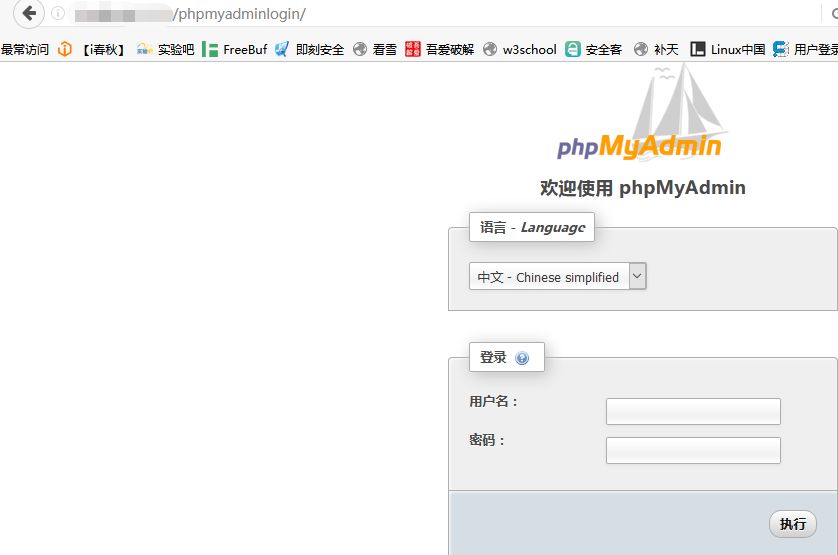 /phpmyadminlogin/
最常访问 【i春秋】 实验吧 FreeBuf 即刻安全 看雪 吾爱破解 w3school 安全客 补天 Linux中国 用户登
phpMyAdmin
欢迎使用 phpMyAdmin
语言 - Language
中文 - Chinese simplified
登录
用户名：
密码：
执行